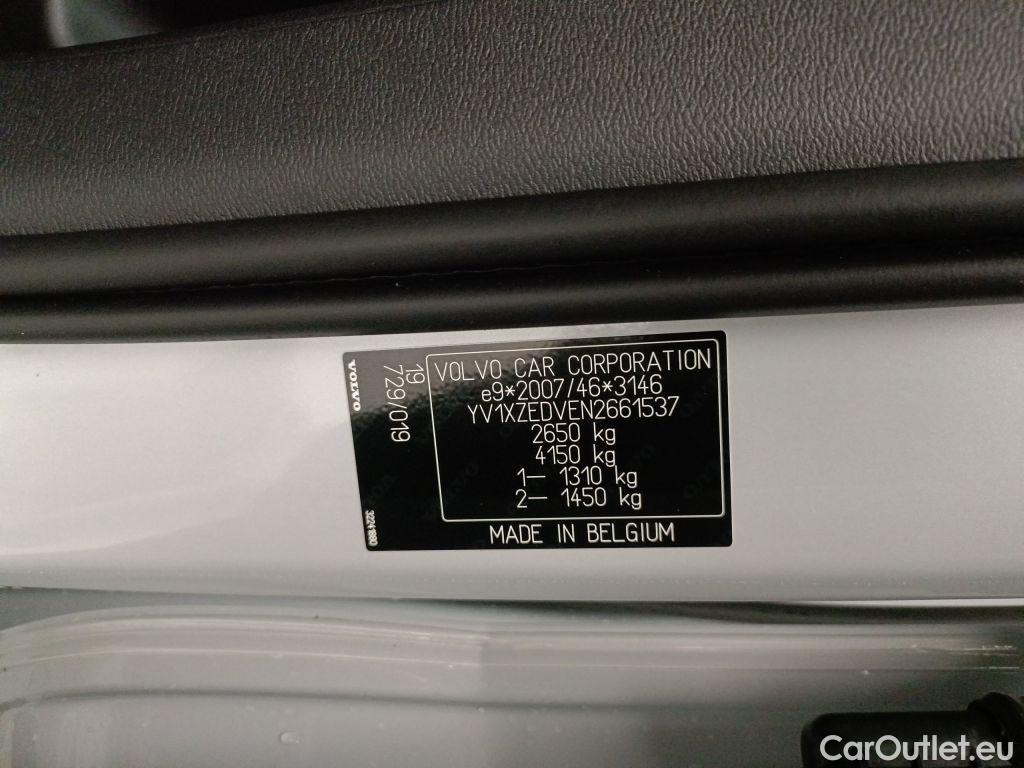 VOLVO
19
729/019
32241890
VOLVO CAR CORPORATION
e9*2007/46*3146
YV1XZEDVEN2661537
2650 kg
4150 kg
1— 1310 kg
2— 1450 kg
MADE IN BELGIUM
CarOutlet.eu